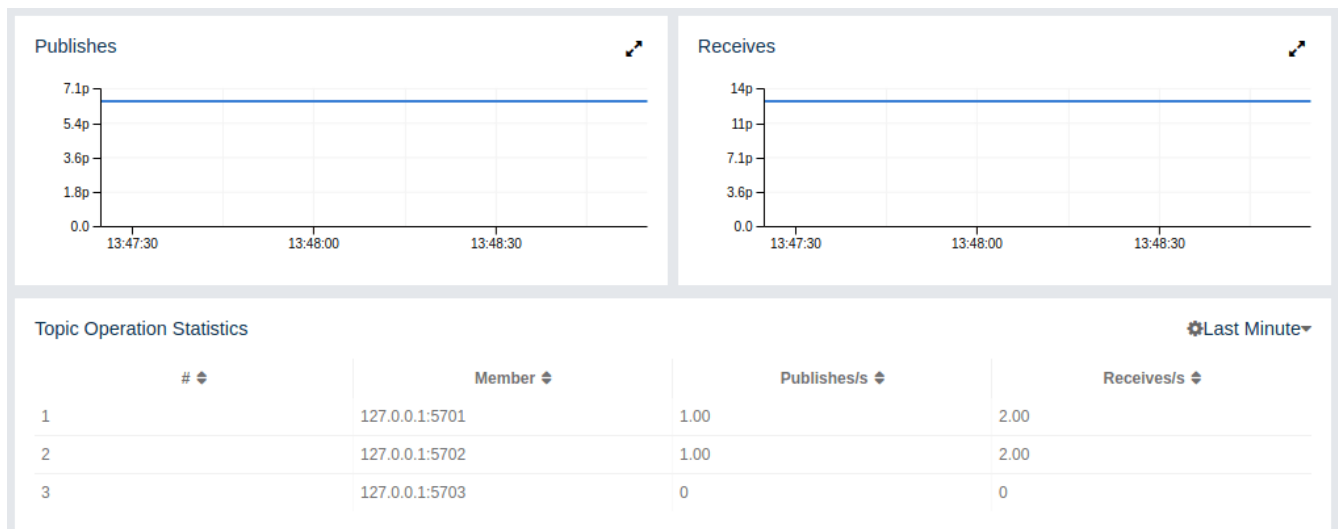 Publishes
7.1p
5.4p
3.6p
1.8p
0.0
13:47:30 13:48:00 13:48:30
Receives
14p
11p
7.1p
3.6p
0.0
13:47:30 13:48:00 13:48:30
Topic Operation Statistics Last Minute
# Member Publishes/s Receives/s
1 127.0.0.1:5701 1.00 2.00
2 127.0.0.1:5702 1.00 2.00
3 127.0.0.1:5703 0 0